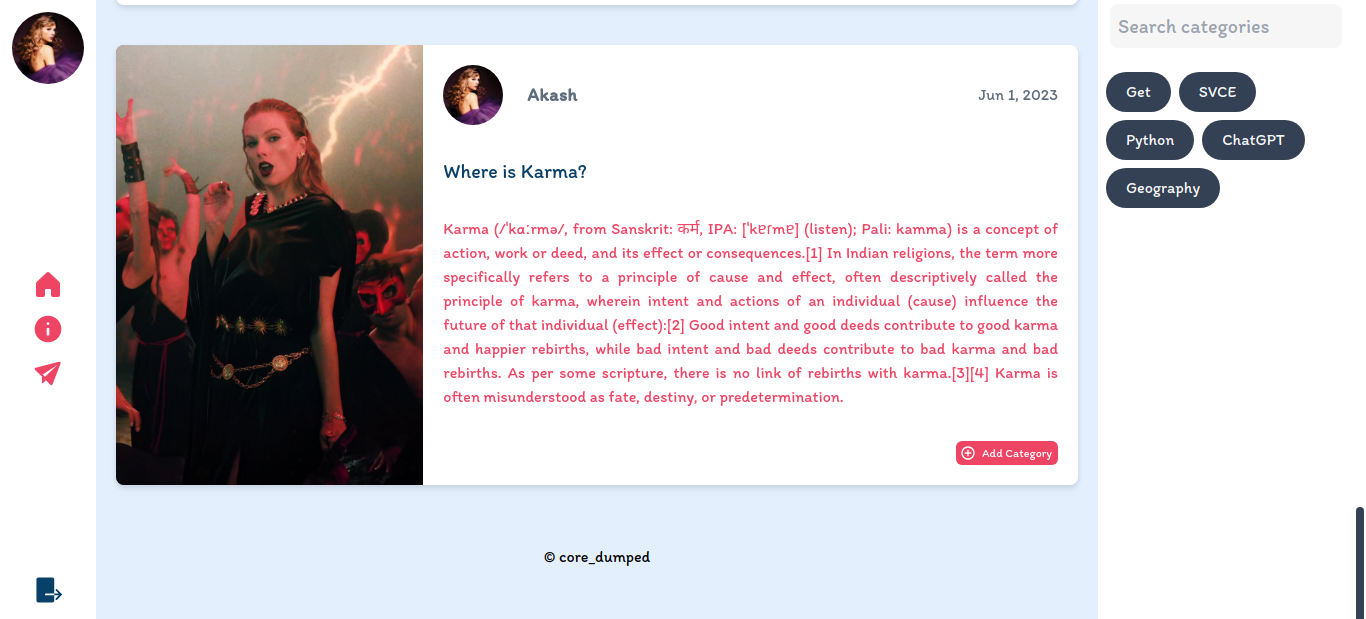 Search categories
Akash
Jun 1, 2023
Get
SVCE
Python
ChatGPT
Geography
Where is Karma?
Karma (/ˈkɑːrmə/, from Sanskrit: कर्म, IPA: [ˈkɐɾmɐ] (listen); Pali: kamma) is a concept of
action, work or deed, and its effect or consequences.[1] In Indian religions, the term more
specifically refers to a principle of cause and effect, often descriptively called the
principle of karma, wherein intent and actions of an individual (cause) influence the
future of that individual (effect):[2] Good intent and good deeds contribute to good karma
and happier rebirths, while bad intent and bad deeds contribute to bad karma and bad
rebirths. As per some scripture, there is no link of rebirths with karma.[3][4] Karma is
often misunderstood as fate, destiny, or predetermination.
Add Category
© core_dumped